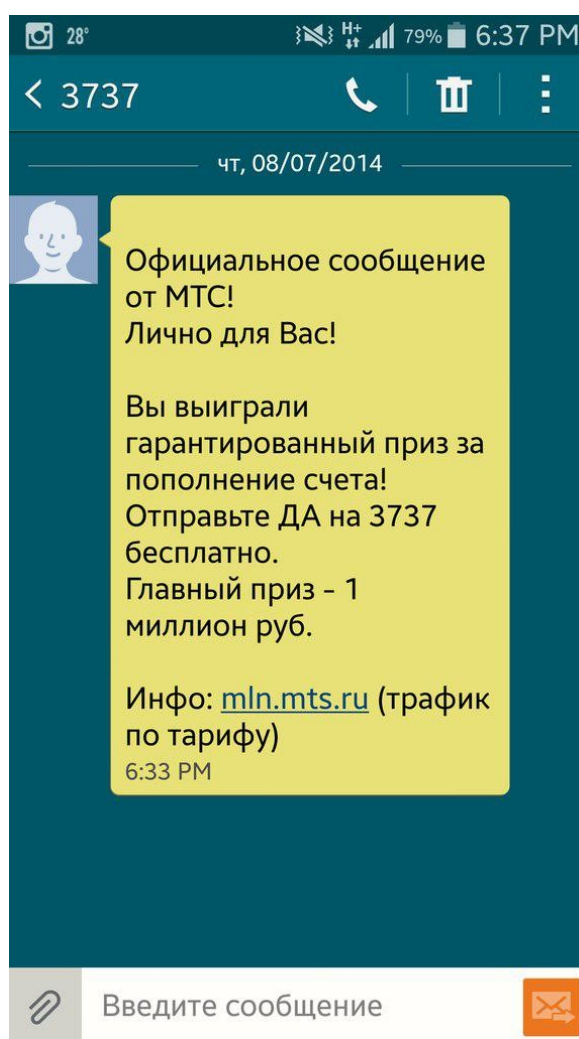 28°
H+
79%
6:37 PM
3737
чт, 08/07/2014
Официальное сообщение
от МТС!
Лично для Вас!
Вы выиграли
гарантированный приз за
пополнение счета!
Отправьте ДА на 3737
бесплатно.
Главный приз - 1
миллион руб.
Инфо: mln.mts.ru (трафик
по тарифу)
6:33 PM
Введите сообщение